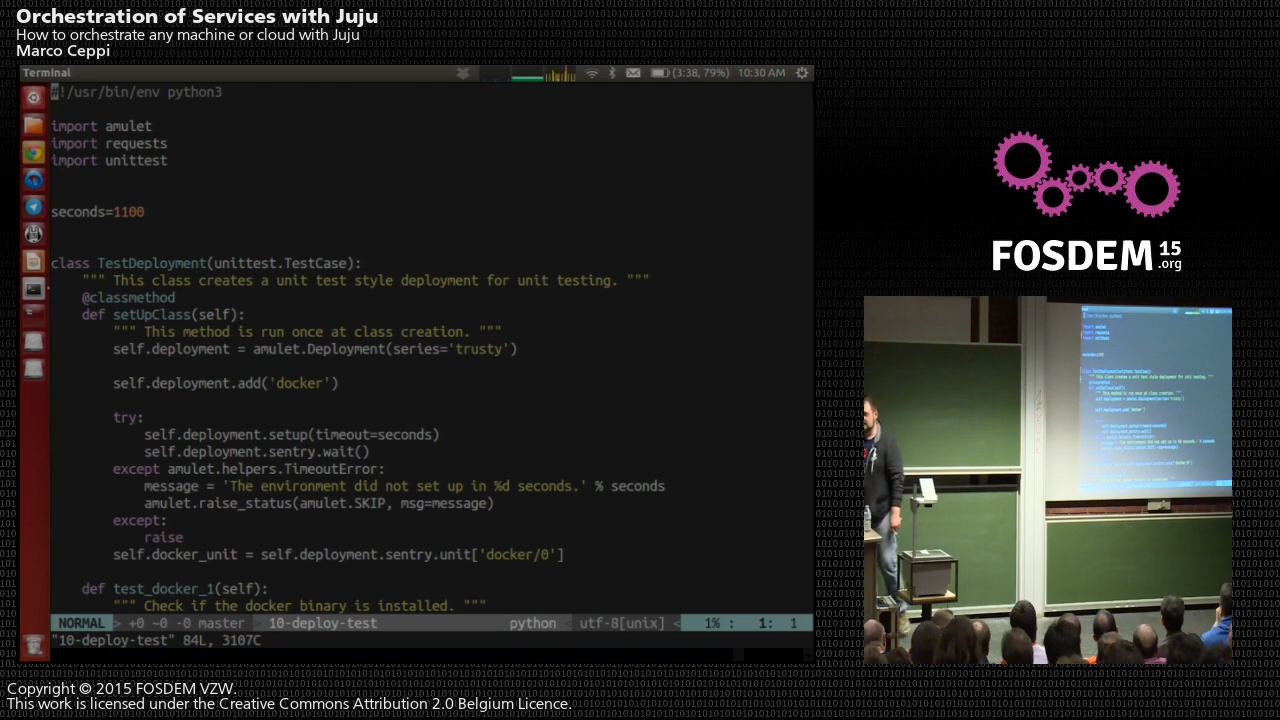 Orchestration of Services with Juju
How to orchestrate any machine or cloud with Juju
Marco Ceppi
Terminal (3:38, 79%) 10:30 AM
#!/usr/bin/env python3
import amulet
import requests
import unittest
seconds=1100
class TestDeployment(unittest.TestCase):
""" This class creates a unit test style deployment for unit testing. """
@classmethod
def setUpClass(self):
""" This method is run once at class creation. """
self.deployment = amulet.Deployment(series='trusty')
self.deployment.add('docker')
try:
self.deployment.setup(timeout=seconds)
self.deployment.sentry.wait()
except amulet.helpers.TimeoutError:
message = 'The environment did not set up in %d seconds.' % seconds
amulet.raise_status(amulet.SKIP, msg=message)
except:
raise
self.docker_unit = self.deployment.sentry.unit['docker/0']
def test_docker_1(self):
""" Check if the docker binary is installed. """
NORMAL > +0 ~0 -0 master > 10-deploy-test python < utf-8[unix] < 1% : 1: 1
"10-deploy-test" 84L, 3107C
FOSDEM 15
.org
Copyright © 2015 FOSDEM VZW.
This work is licensed under the Creative Commons Attribution 2.0 Belgium Licence.